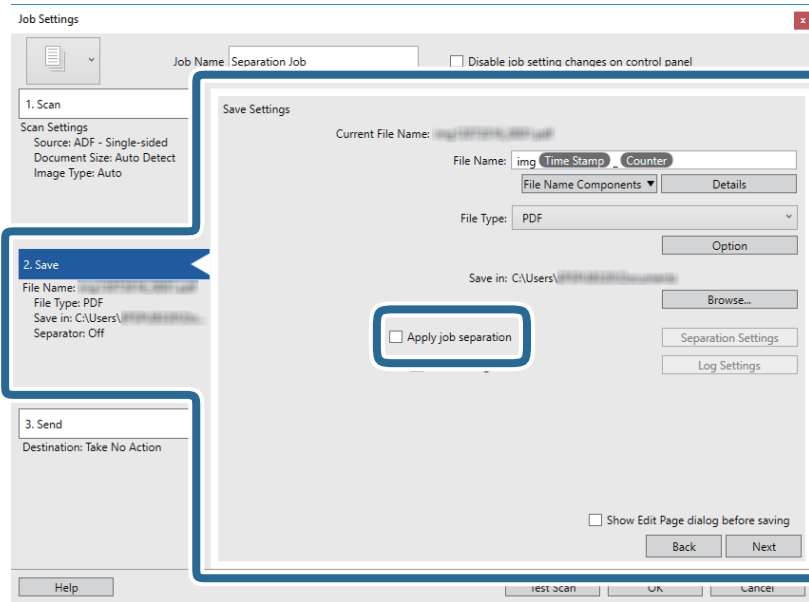 Job Settings
x
Job Name Separation Job
Disable job setting changes on control panel
1. Scan
Scan Settings
Source: ADF - Single-sided
Document Size: Auto Detect
Image Type: Auto
2. Save
File Name:
File Type: PDF
Save in: C:\Users\
Separator: Off
3. Send
Destination: Take No Action
Save Settings
Current File Name:
File Name: img Time Stamp _ Counter
File Name Components ▼ Details
File Type: PDF
Option
Save in: C:\Users\
Browse...
Apply job separation
Separation Settings
Log Settings
Show Edit Page dialog before saving
Back Next
Help Test Scan OK Cancel